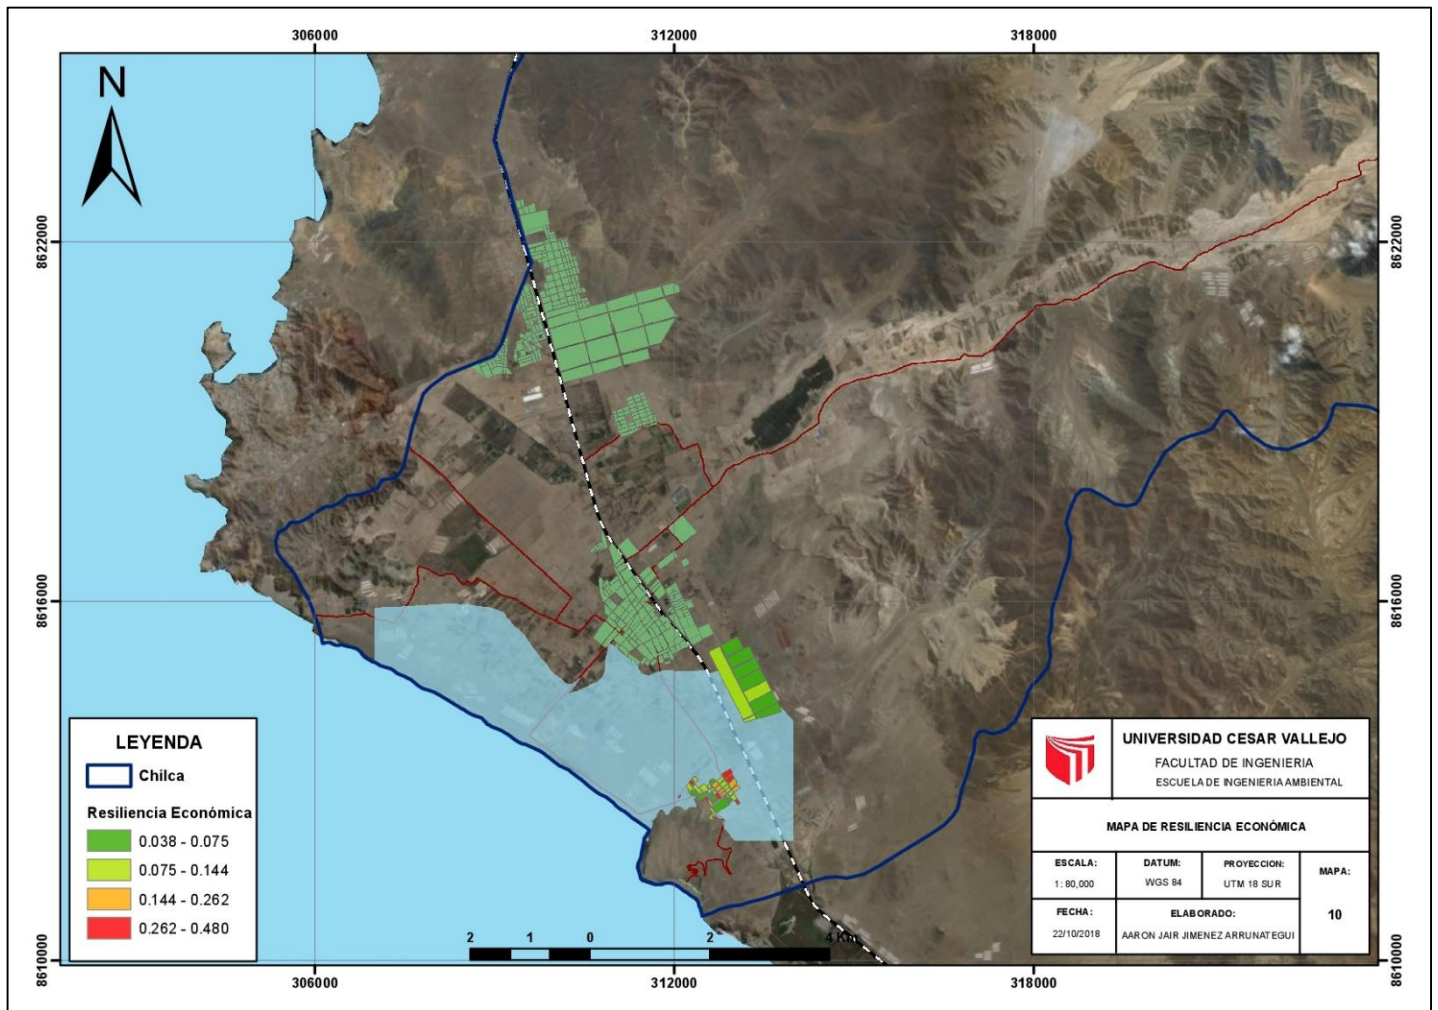 306000
312000
318000
N
8622000
8622000
8616000
8616000
LEYENDA
Chilca
Resiliencia Económica
0.038 - 0.075
0.075 - 0.144
0.144 - 0.262
0.262 - 0.480
UNIVERSIDAD CESAR VALLEJO
FACULTAD DE INGENIERIA
ESCUELA DE INGENIERIA AMBIENTAL
MAPA DE RESILIENCIA ECONÓMICA
ESCALA:
1: 80,000
DATUM:
WGS 84
PROYECCION:
UTM 18 SUR
MAPA:
10
FECHA:
22/10/2018
ELABORADO:
AARON JAIR JIMENEZ ARRUNATEGUI
2 1 0 2 4 Km
8610000
8610000
306000
312000
318000